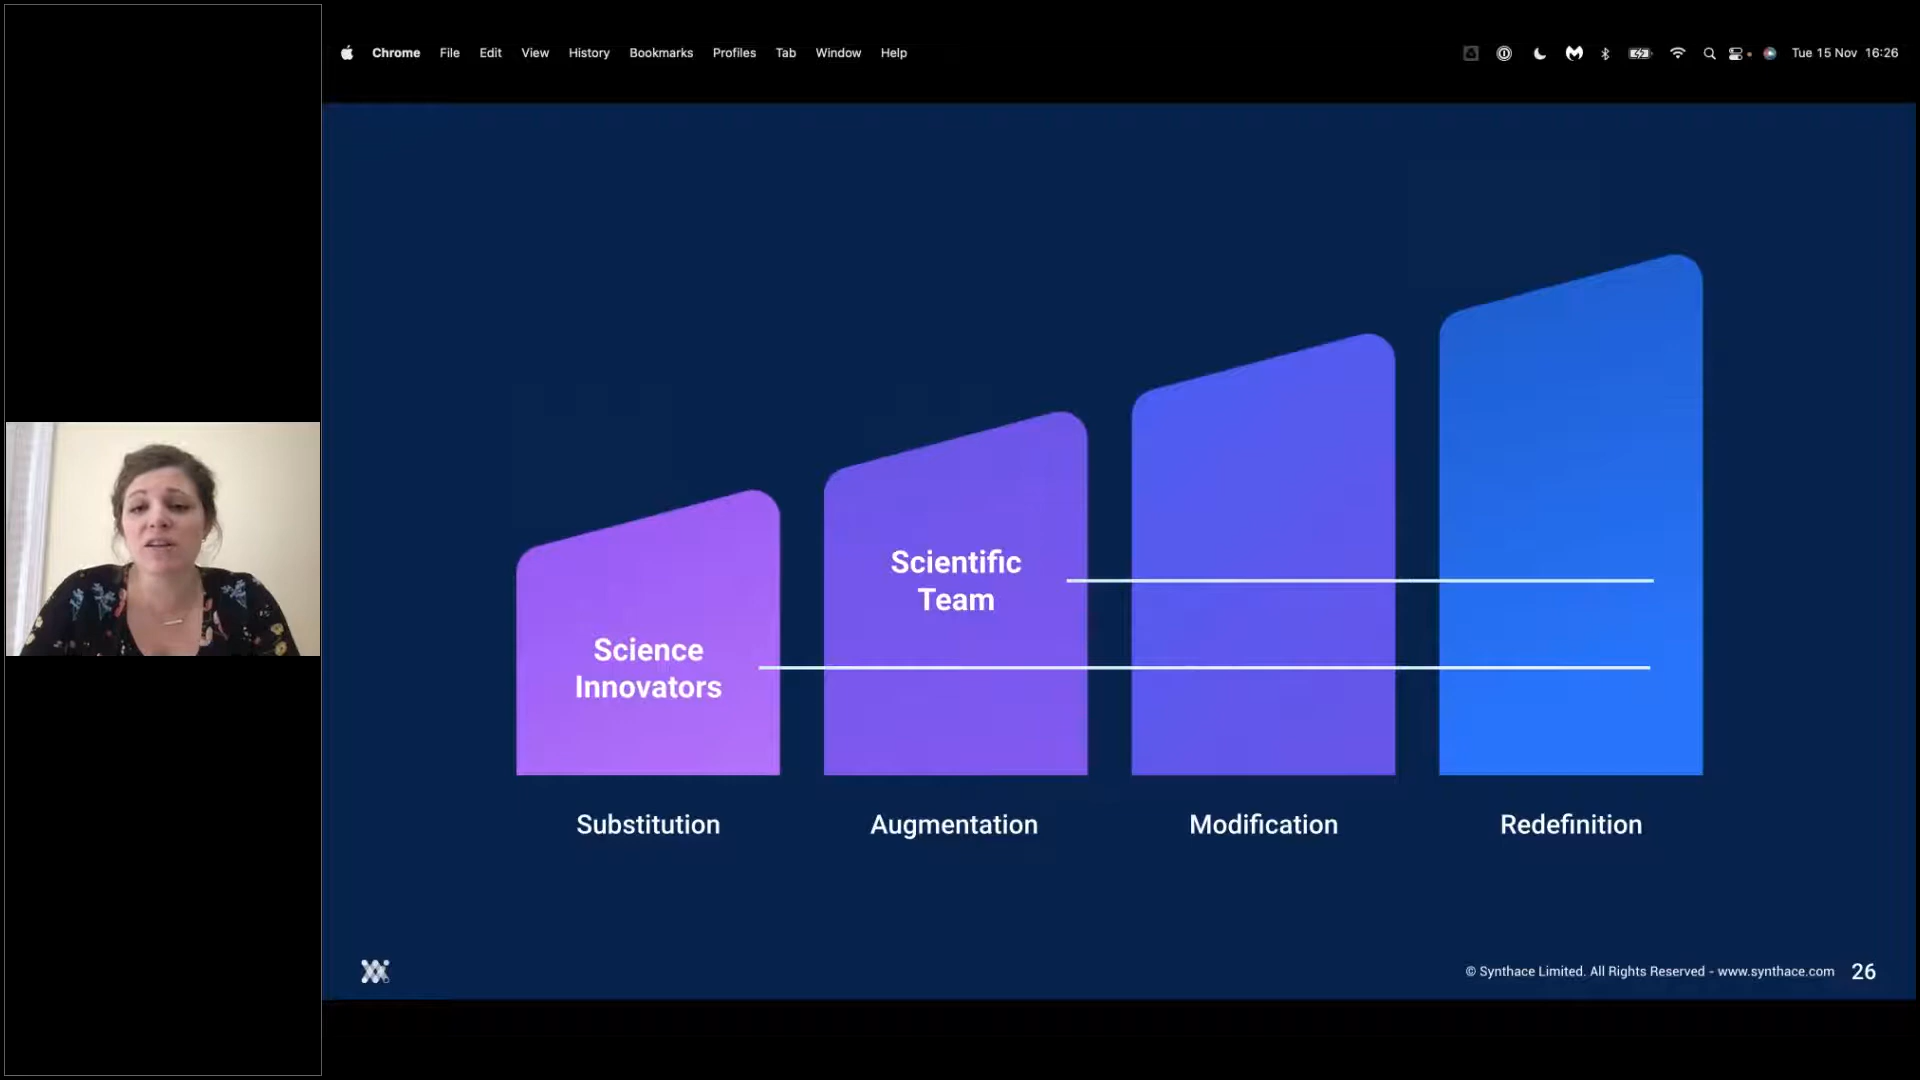 Chrome File Edit View History Bookmarks Profiles Tab Window Help
Tue 15 Nov 16:26
Scientific
Team
Science
Innovators
Substitution
Augmentation
Modification
Redefinition
© Synthace Limited. All Rights Reserved - www.synthace.com 26